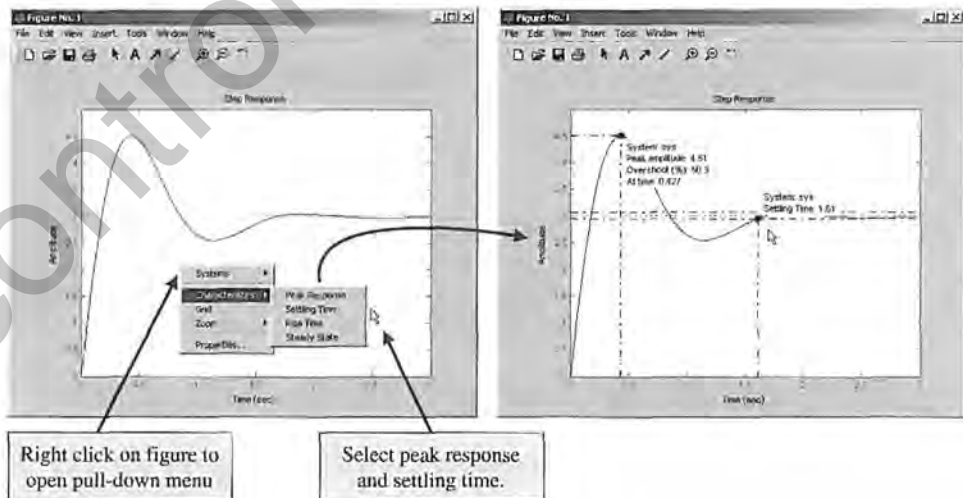 Figure No. 1
File Edit View Insert Tools Window Help
Step Response
Amplitude
Time (sec)
Systems
Characteristics
Grid
Zoom
Properties...
Peak Response
Settling Time
Rise Time
Steady State
Right click on figure to
open pull-down menu
Select peak response
and settling time.
Figure No. 1
File Edit View Insert Tools Window Help
Step Response
System: sys
Peak amplitude: 4.51
Overshoot (%):
At time: 0.427
System: sys
Settling Time: 1.61
Amplitude
Time (sec)
control